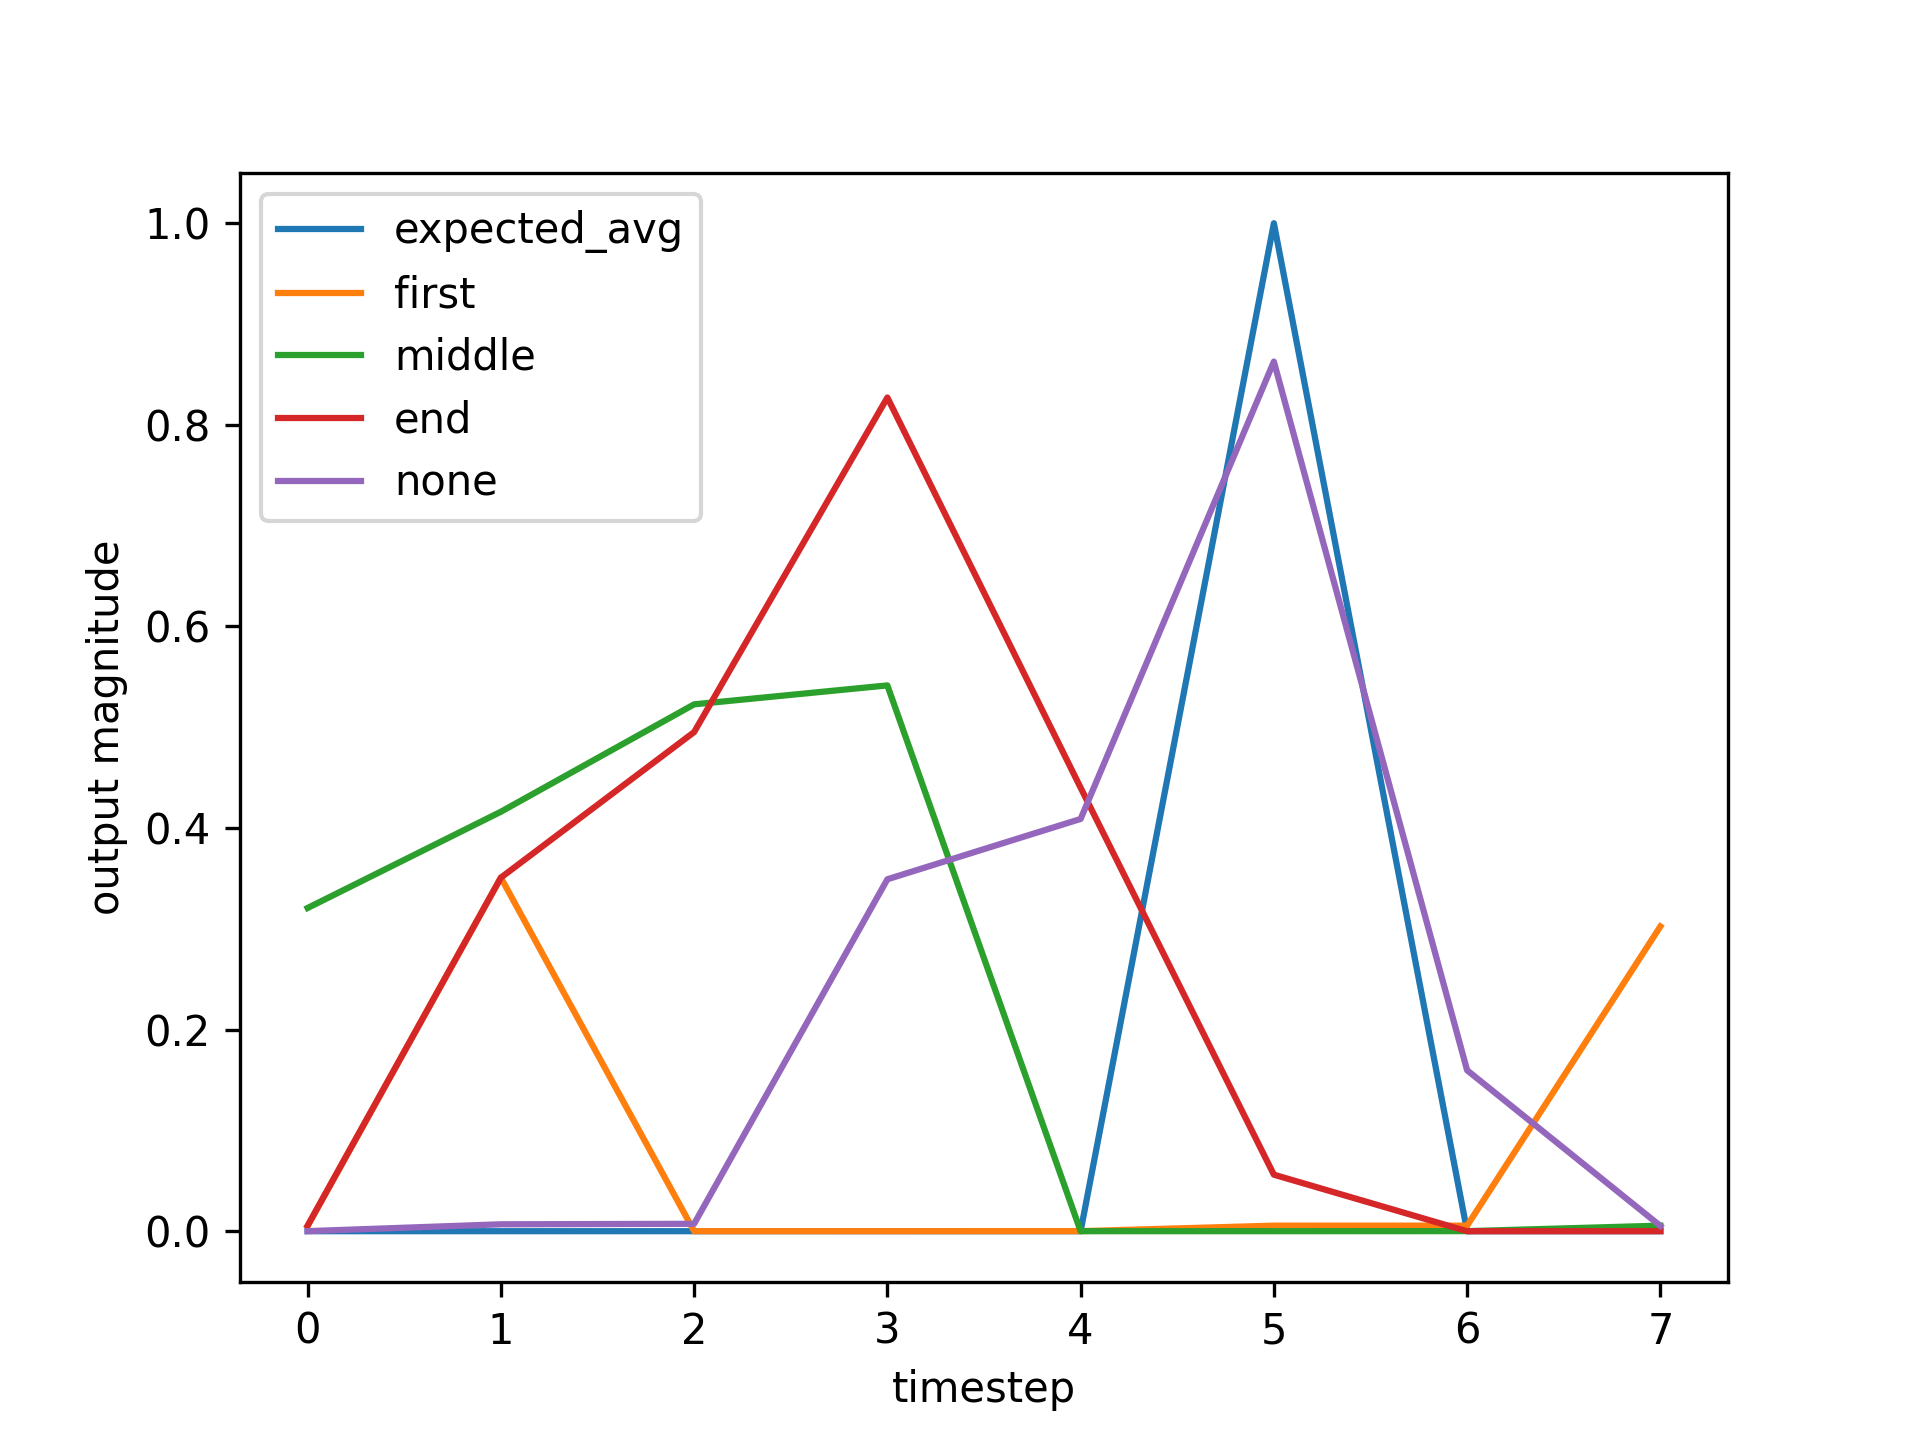 expected_avg
first
middle
end
none
1.0
0.8
0.6
0.4
0.2
0.0
output magnitude
0 1 2 3 4 5 6 7
timestep